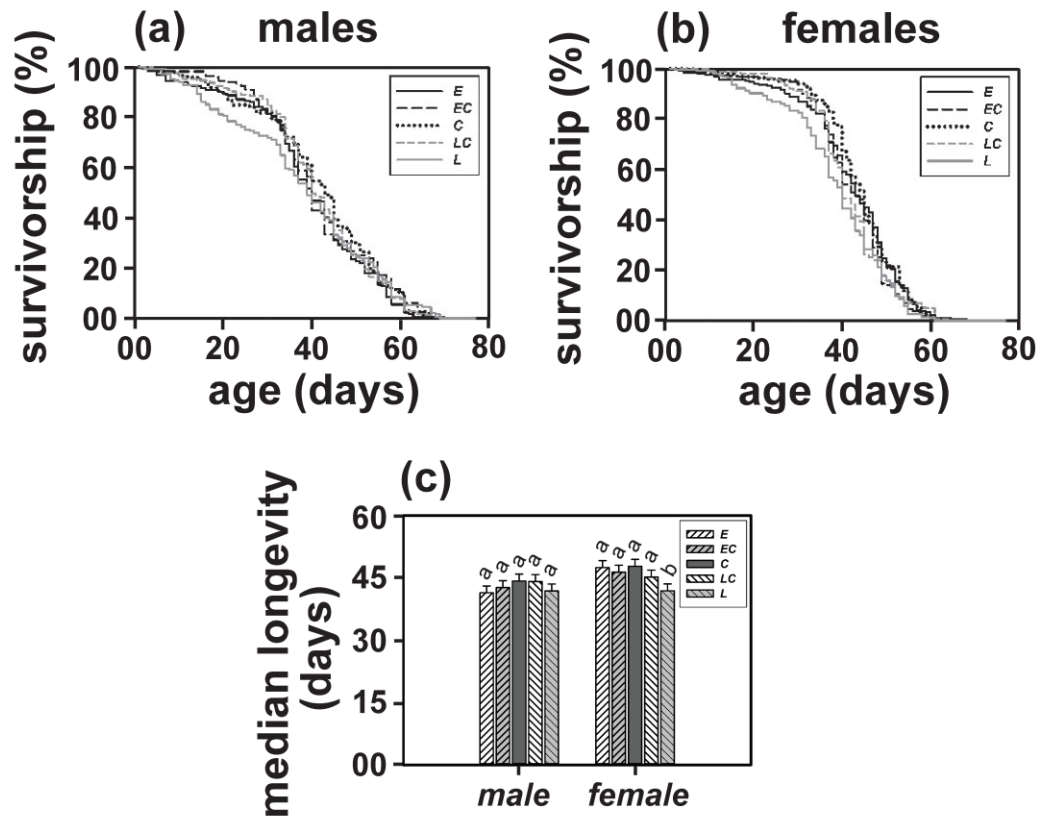 (a) males
survivorship (%)
100
80
60
40
20
00
00 20 40 60 80
age (days)
E
EC
C
LC
L
(b) females
survivorship (%)
100
80
60
40
20
00
00 20 40 60 80
age (days)
E
EC
C
LC
L
(c)
median longevity
(days)
60
45
30
15
00
a a a a a
a a a a b
male female
E
EC
C
LC
L